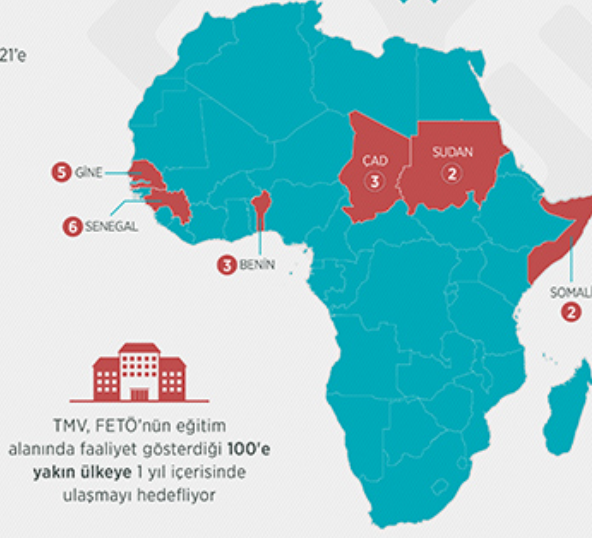 21'e
5 GİNE
6 SENEGAL
3 BENİN
ÇAD
3
SUDAN
2
SOMALİ
2
TMV, FETÖ'nün eğitim
alanında faaliyet gösterdiği 100'e
yakın ülkeye 1 yıl içerisinde
ulaşmayı hedefliyor